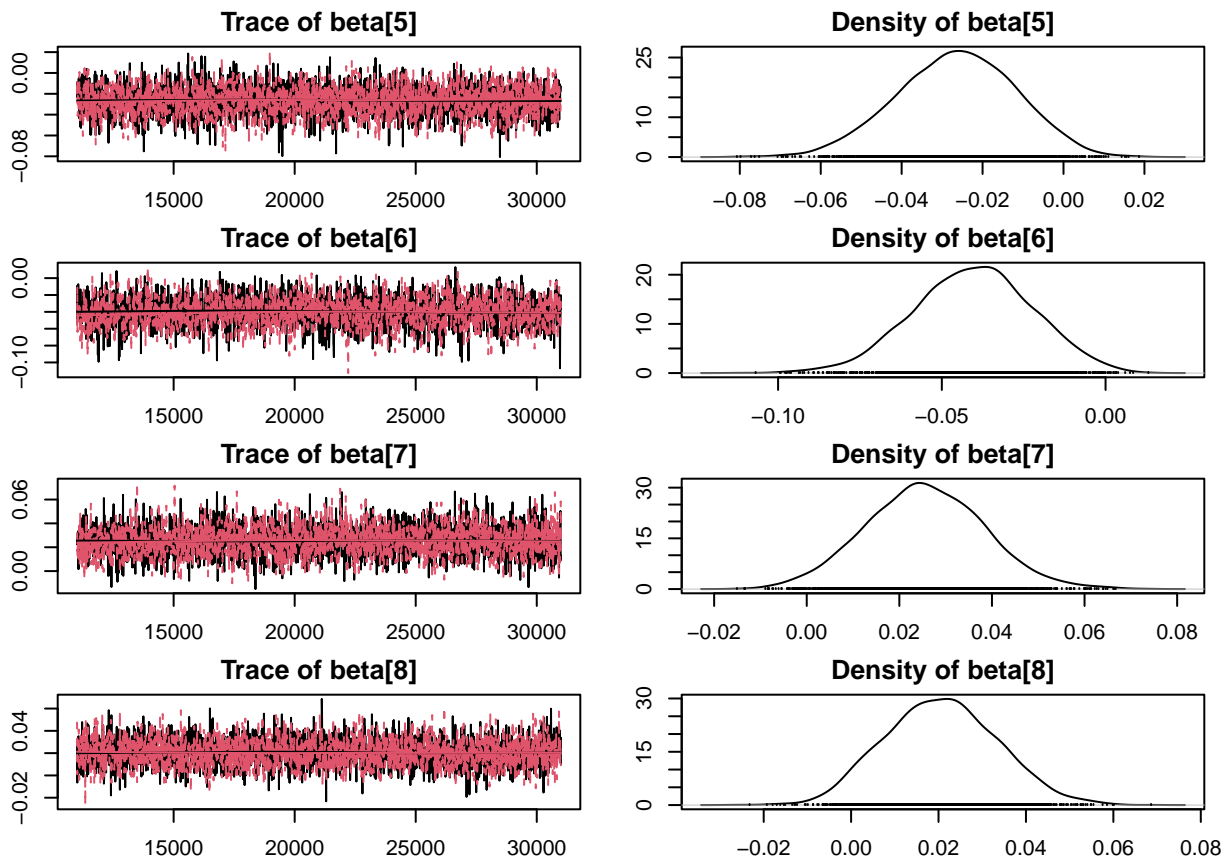 Trace of beta[5]
0.00
−0.08
15000 20000 25000 30000
Density of beta[5]
25
10
0
−0.08 −0.06 −0.04 −0.02 0.00 0.02
Trace of beta[6]
0.00
−0.10
15000 20000 25000 30000
Density of beta[6]
20
10
0
−0.10 −0.05 0.00
Trace of beta[7]
0.06
0.00
15000 20000 25000 30000
Density of beta[7]
30
15
0
−0.02 0.00 0.02 0.04 0.06 0.08
Trace of beta[8]
0.04
−0.02
15000 20000 25000 30000
Density of beta[8]
30
15
0
−0.02 0.00 0.02 0.04 0.06 0.08